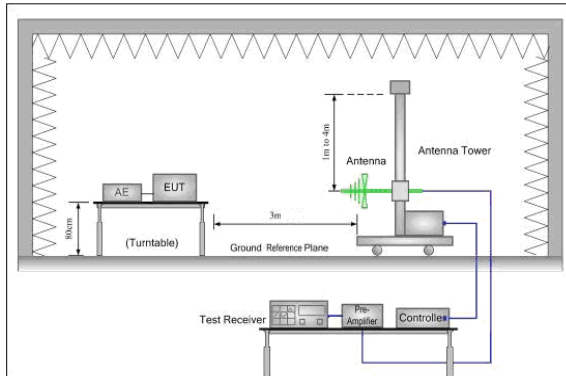 1m to 4m
Antenna Tower
Antenna
AE
EUT
3m
80cm
(Turntable)
Ground Reference Plane
Test Receiver
Pre-
Amplifier
Controlle